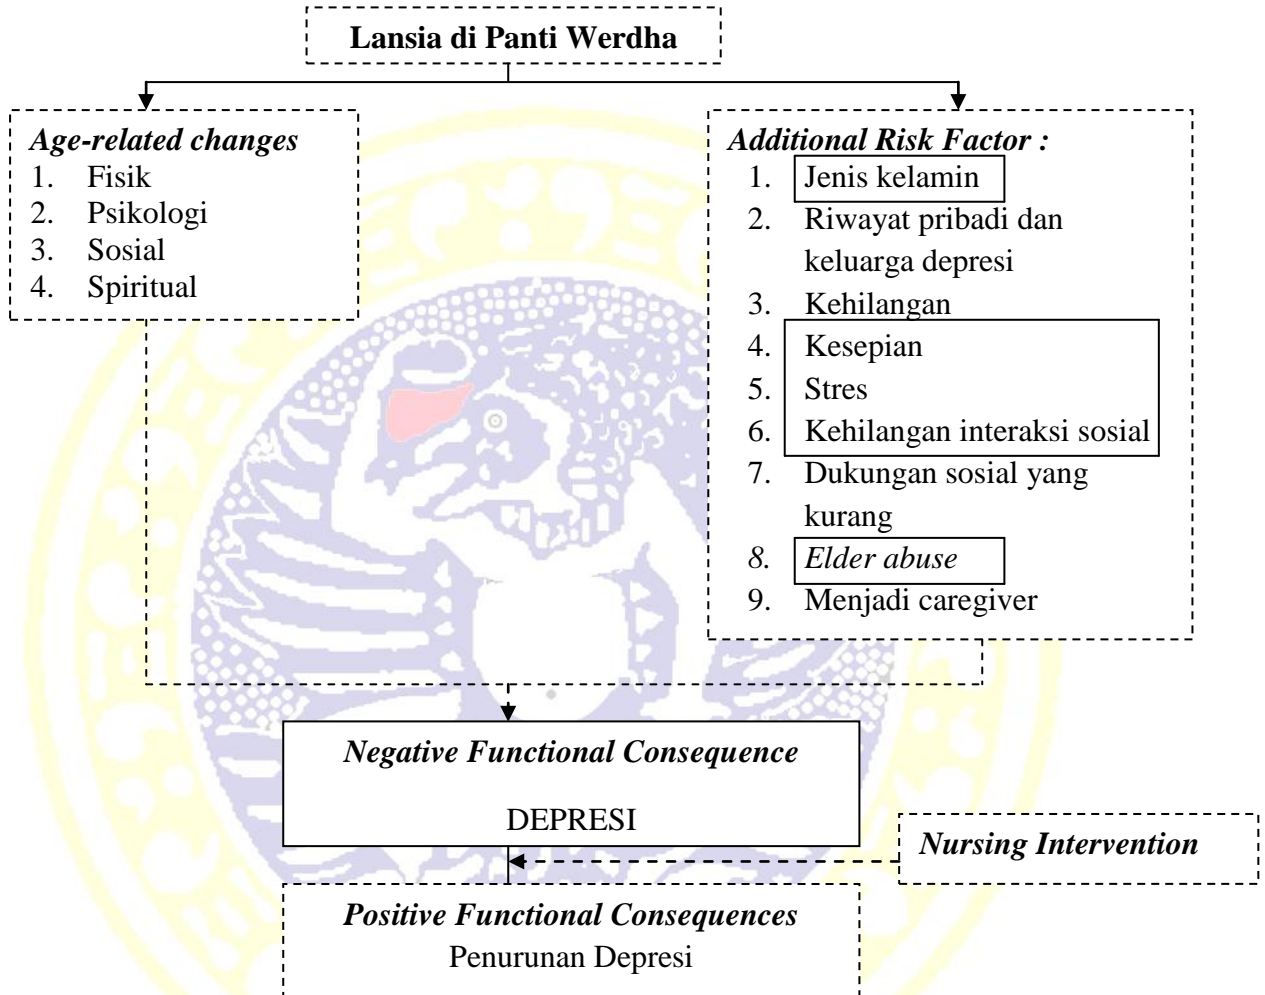 Lansia di Panti Werdha
Age-related changes
1. Fisik
2. Psikologi
3. Sosial
4. Spiritual
Additional Risk Factor :
1. Jenis kelamin
2. Riwayat pribadi dan
keluarga depresi
3. Kehilangan
4. Kesepian
5. Stres
6. Kehilangan interaksi sosial
7. Dukungan sosial yang
kurang
8. Elder abuse
9. Menjadi caregiver
Negative Functional Consequence
DEPRESI
Nursing Intervention
Positive Functional Consequences
Penurunan Depresi